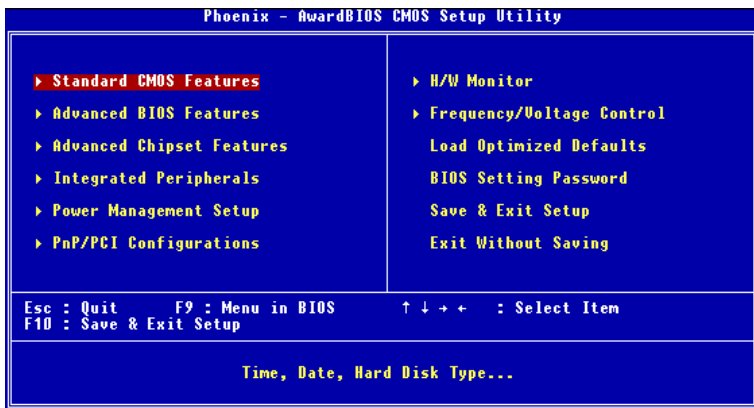 Phoenix - AwardBIOS CMOS Setup Utility
▸ Standard CMOS Features
▸ Advanced BIOS Features
▸ Advanced Chipset Features
▸ Integrated Peripherals
▸ Power Management Setup
▸ PnP/PCI Configurations
▸ H/W Monitor
▸ Frequency/Voltage Control
Load Optimized Defaults
BIOS Setting Password
Save & Exit Setup
Exit Without Saving
Esc : Quit F9 : Menu in BIOS ↑ ↓ → ← : Select Item
F10 : Save & Exit Setup
Time, Date, Hard Disk Type...